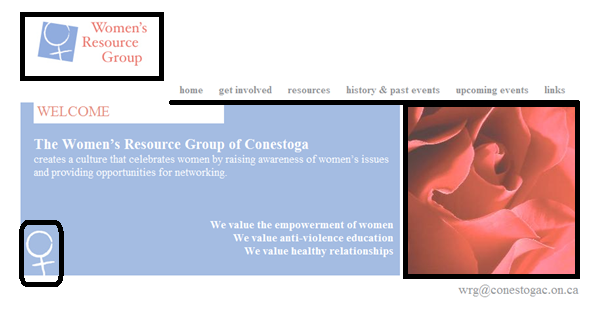 Women's
Resource
Group
home get involved resources history & past events upcoming events links
WELCOME
The Women's Resource Group of Conestoga
creates a culture that celebrates women by raising awareness of women's issues
and providing opportunities for networking.
We value the empowerment of women
We value anti-violence education
We value healthy relationships
wrg@conestogac.on.ca